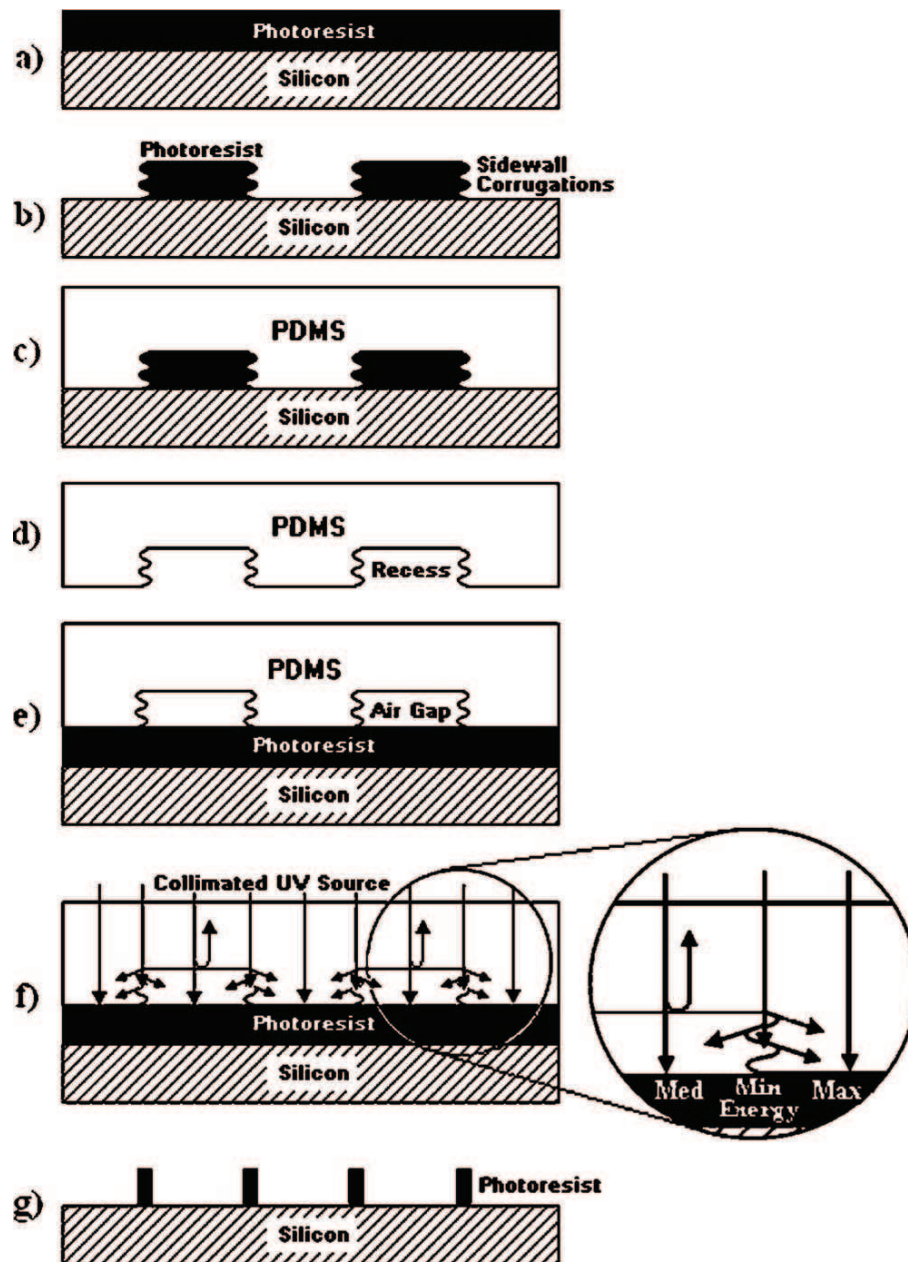 a)
Photoresist
Silicon
b)
Photoresist
Sidewall
Corrugations
Silicon
c)
PDMS
Silicon
d)
PDMS
Recess
e)
PDMS
Air Gap
Photoresist
Silicon
f)
Collimated UV Source
Photoresist
Silicon
Med
Min
Energy
Max
g)
Photoresist
Silicon